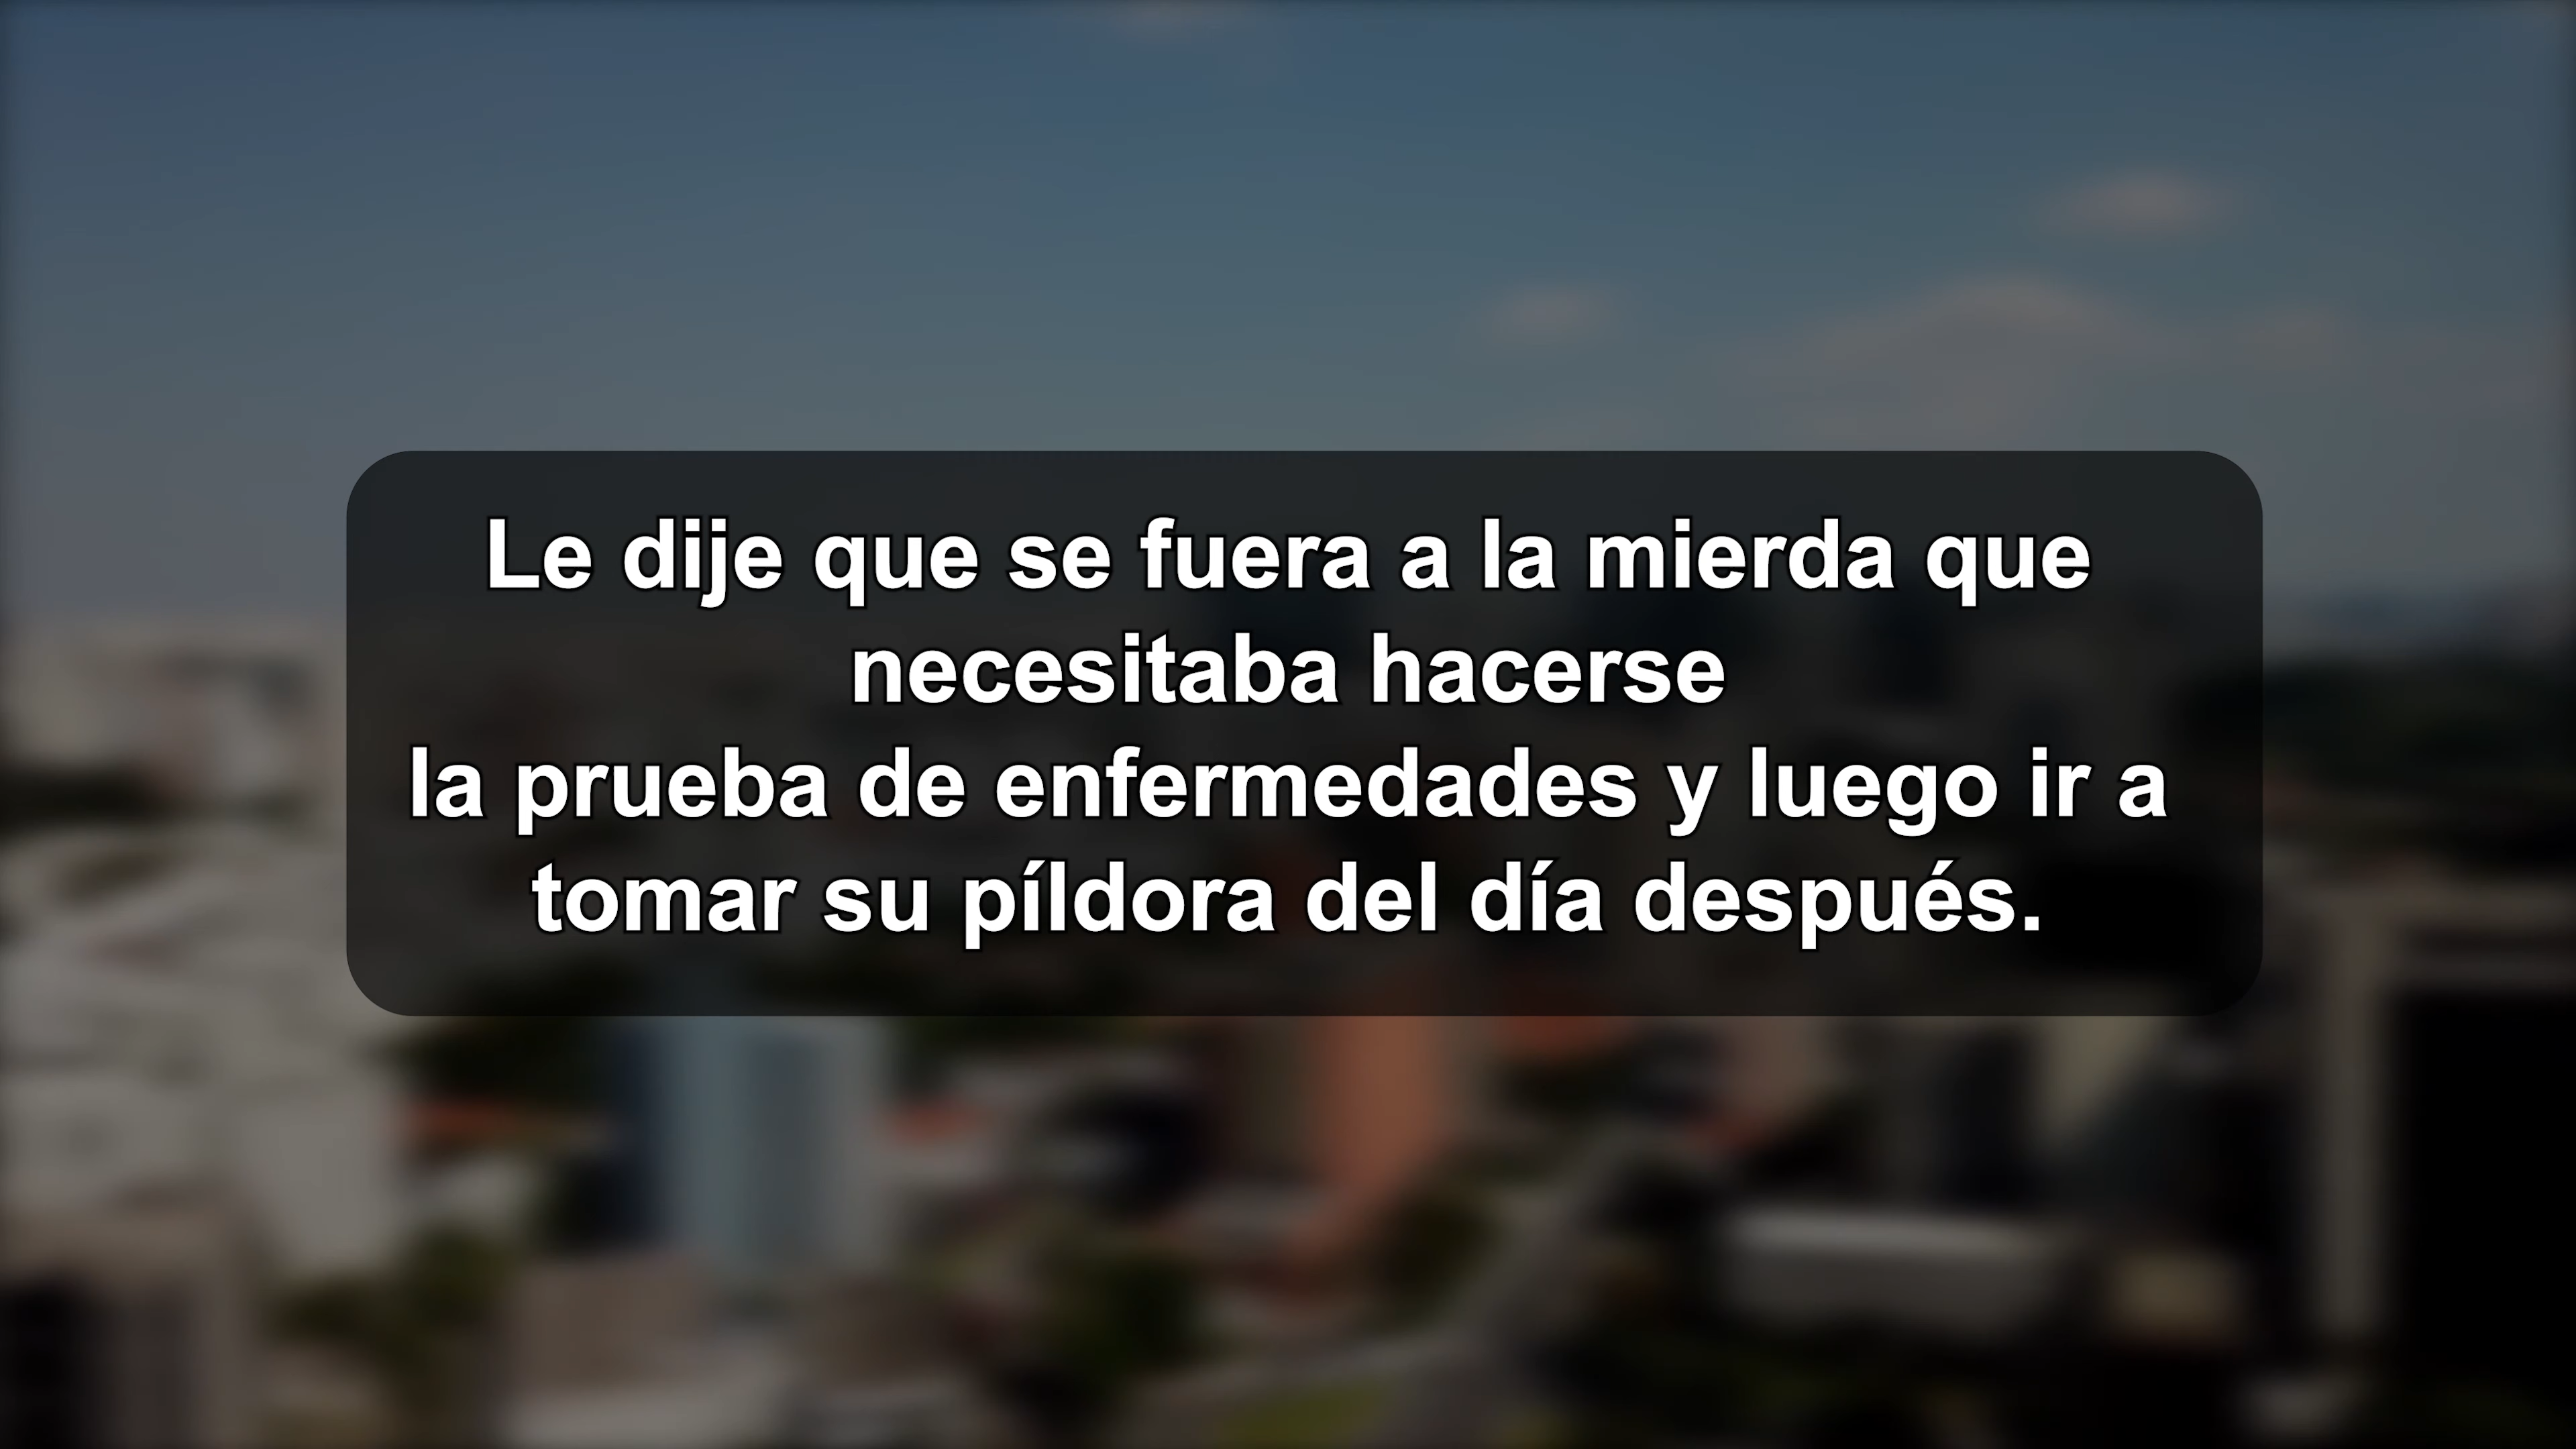 Le dije que se fuera a la mierda que
necesitaba hacerse
la prueba de enfermedades y luego ir a
tomar su píldora del día después.